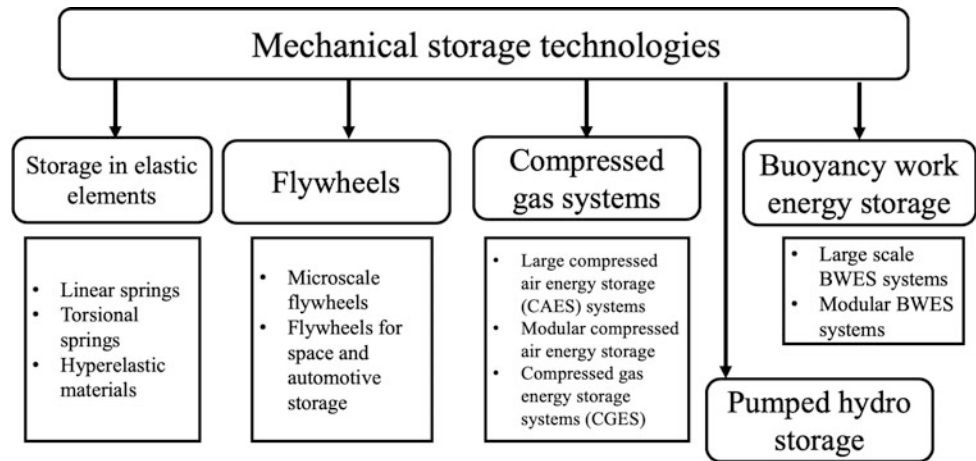 Mechanical storage technologies
Storage in elastic
elements
• Linear springs
• Torsional
springs
• Hyperelastic
materials
Flywheels
• Microscale
flywheels
• Flywheels for
space and
automotive
storage
Compressed
gas systems
• Large compressed
air energy storage
(CAES) systems
• Modular compressed
air energy storage
• Compressed gas
energy storage
systems (CGES)
Pumped hydro
storage
Buoyancy work
energy storage
• Large scale
BWES systems
• Modular BWES
systems